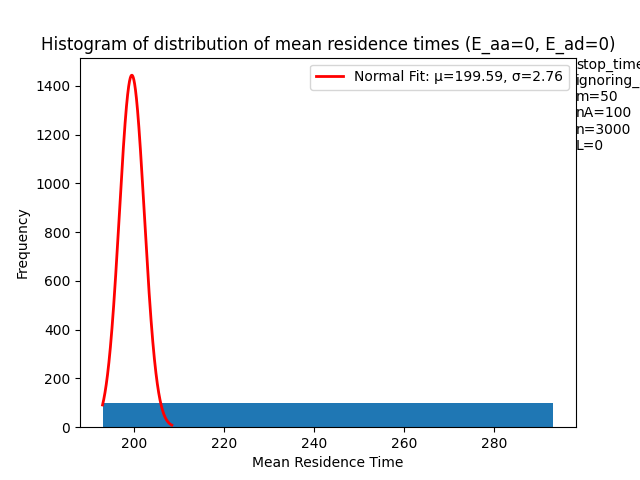 Histogram of distribution of mean residence times (E_aa=0, E_ad=0)
Normal Fit: μ=199.59, σ=2.76
stop_time
ignoring_
m=50
nA=100
n=3000
L=0
Frequency
1400
1200
1000
800
600
400
200
0
200 220 240 260 280
Mean Residence Time